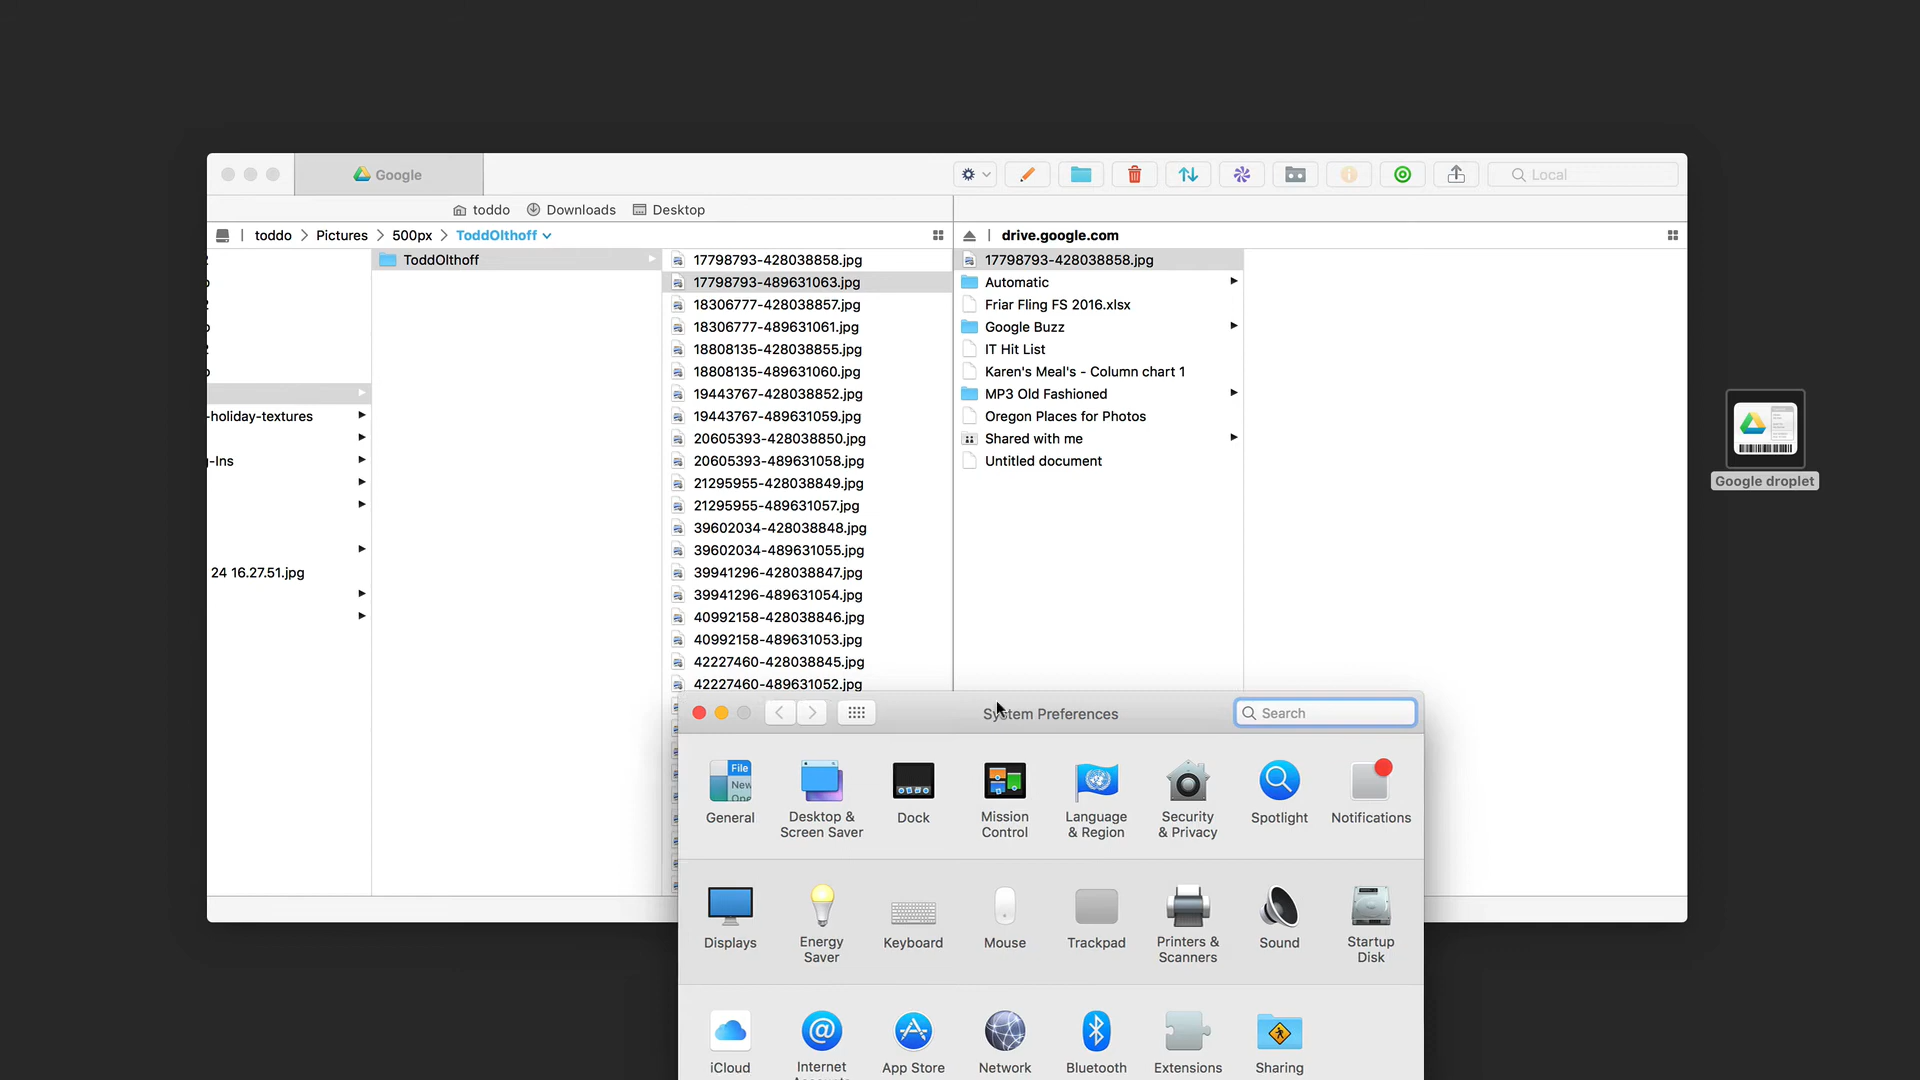 Google
Local
toddo
Downloads
Desktop
toddo
Pictures
500px
ToddOlthoff
drive.google.com
-holiday-textures
-Ins
24 16.27.51.jpg
ToddOlthoff
17798793-428038858.jpg
17798793-489631063.jpg
18306777-428038857.jpg
18306777-489631061.jpg
18808135-428038855.jpg
18808135-489631060.jpg
19443767-428038852.jpg
19443767-489631059.jpg
20605393-428038850.jpg
20605393-489631058.jpg
21295955-428038849.jpg
21295955-489631057.jpg
39602034-428038848.jpg
39602034-489631055.jpg
39941296-428038847.jpg
39941296-489631054.jpg
40992158-428038846.jpg
40992158-489631053.jpg
42227460-428038845.jpg
42227460-489631052.jpg
17798793-428038858.jpg
Automatic
Friar Fling FS 2016.xlsx
Google Buzz
IT Hit List
Karen's Meal's - Column chart 1
MP3 Old Fashioned
Oregon Places for Photos
Shared with me
Untitled document
Google droplet
System Preferences
Search
File
New
Ope
General
Desktop &
Screen Saver
Dock
Mission
Control
Language
& Region
Security
& Privacy
Spotlight
Notifications
Displays
Energy
Saver
Keyboard
Mouse
Trackpad
Printers &
Scanners
Sound
Startup
Disk
iCloud
Internet
App Store
Network
Bluetooth
Extensions
Sharing